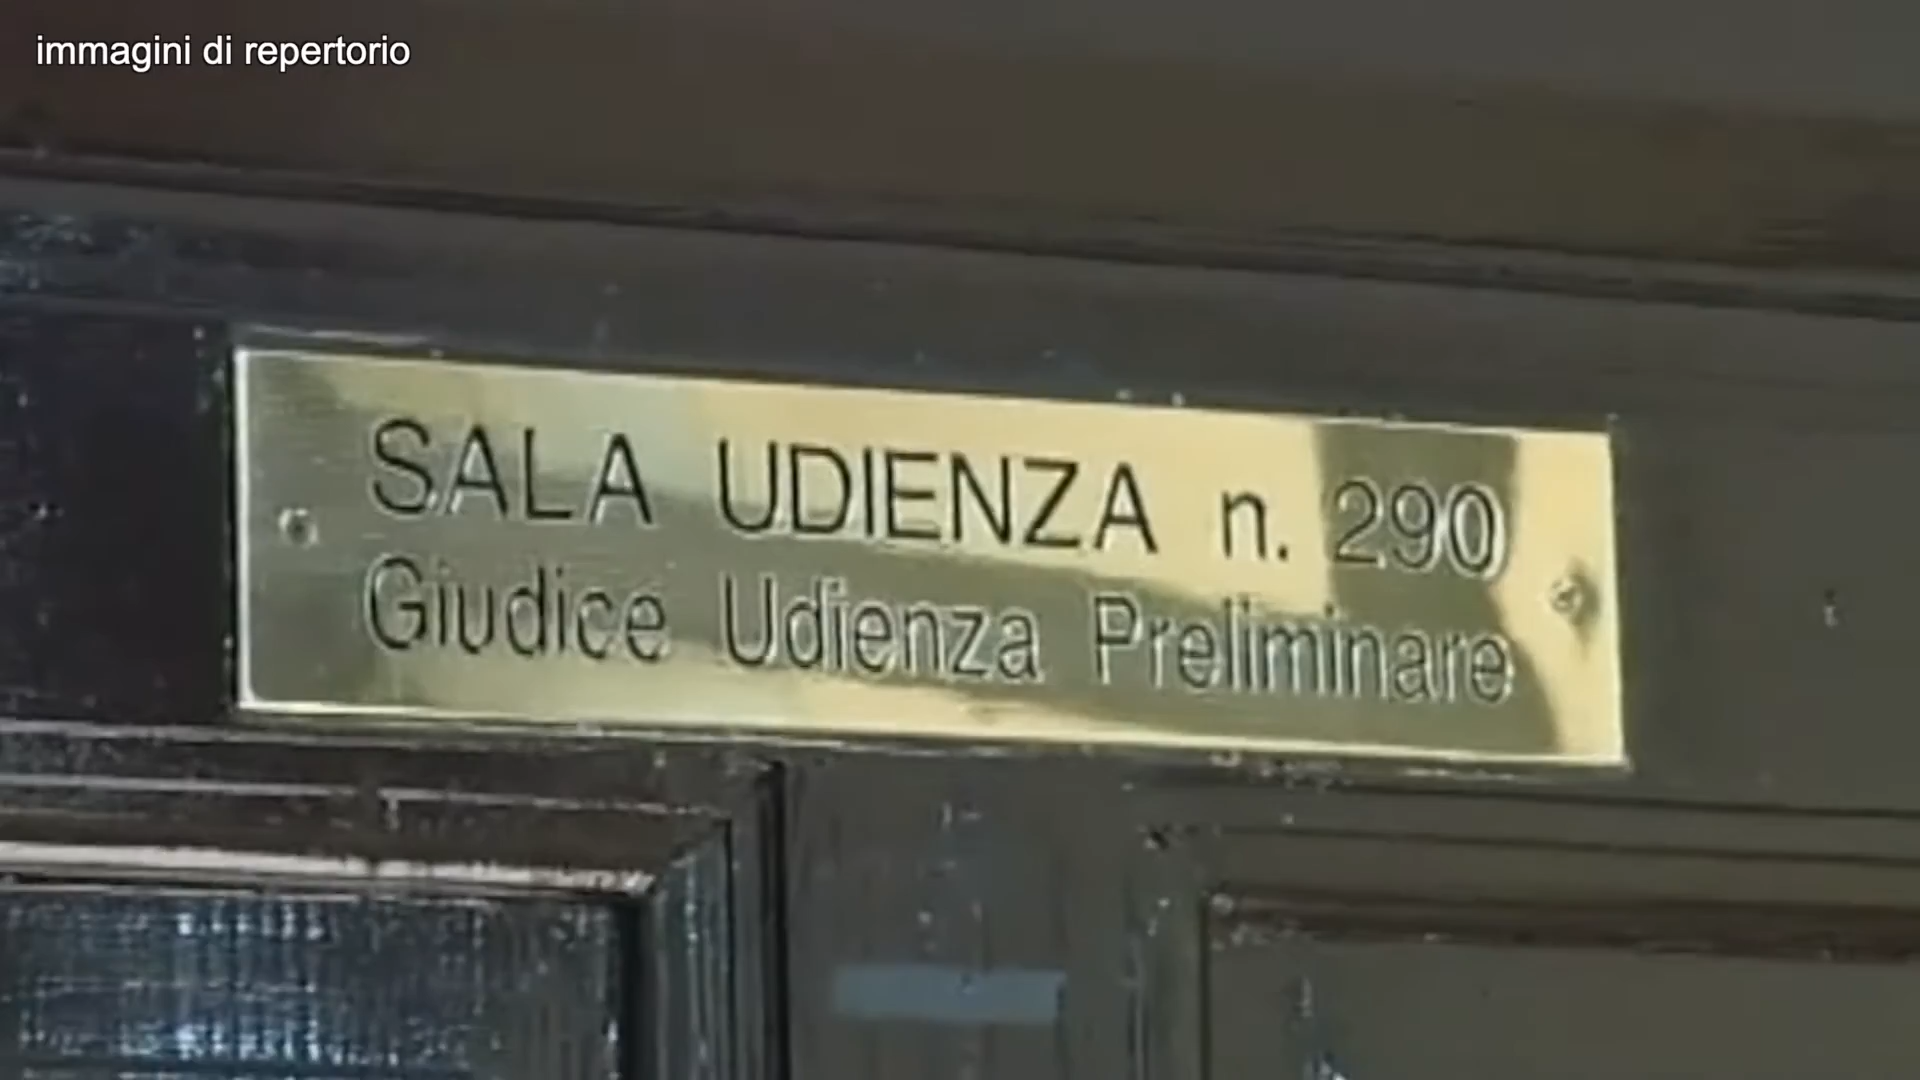 immagini di repertorio
SALA UDIENZA n. 290
Giudice Udienza Preliminare